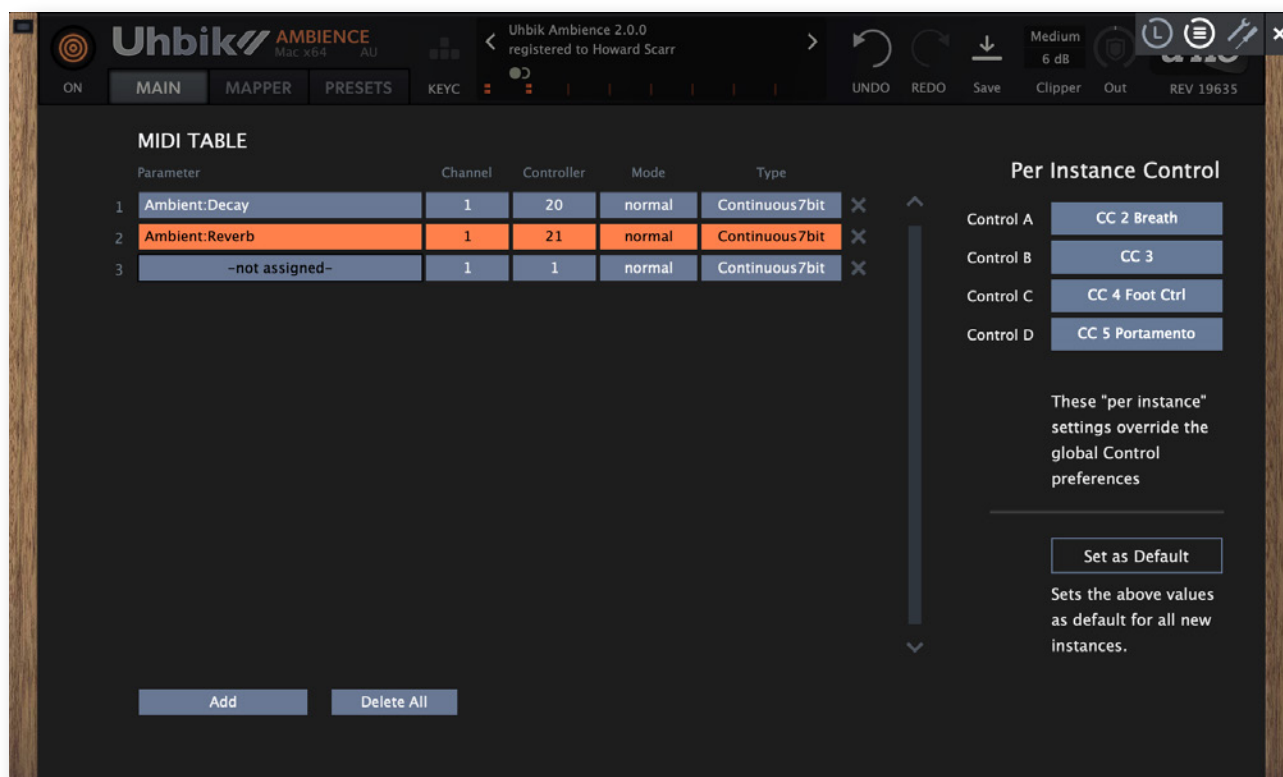 Uhbik AMBIENCE
Mac x64 AU
Uhbik Ambience 2.0.0
registered to Howard Scarr
Medium
6 dB
L
ON
MAIN
MAPPER
PRESETS
KEYC
UNDO
REDO
Save
Clipper
Out
REV 19635
MIDI TABLE
Parameter Channel Controller Mode Type
1 Ambient:Decay 1 20 normal Continuous7bit
2 Ambient:Reverb 1 21 normal Continuous7bit
3 -not assigned- 1 1 normal Continuous7bit
Add
Delete All
Per Instance Control
Control A CC 2 Breath
Control B CC 3
Control C CC 4 Foot Ctrl
Control D CC 5 Portamento
These "per instance"
settings override the
global Control
preferences
Set as Default
Sets the above values
as default for all new
instances.